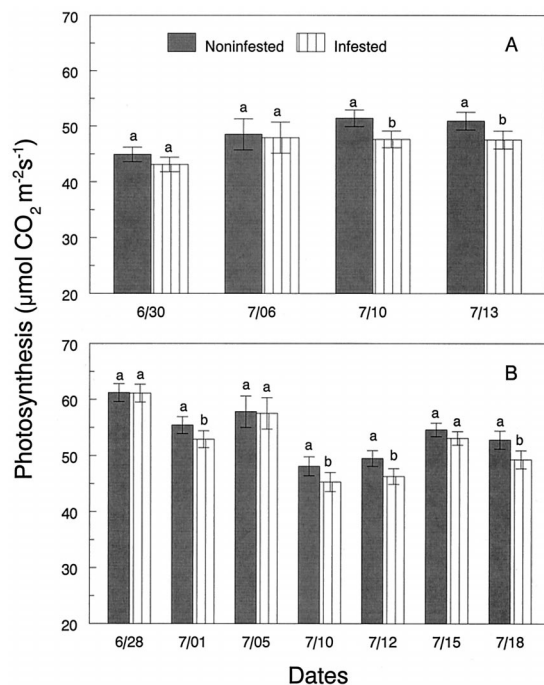 70
Noninfested
Infested
A
60
50
40
30
20
a a a a a b a b
6/30 7/06 7/10 7/13
Photosynthesis (μmol CO2 m-2s-1)
70
B
60
50
40
30
20
a a a b a a a b a b a a a b
6/28 7/01 7/05 7/10 7/12 7/15 7/18
Dates